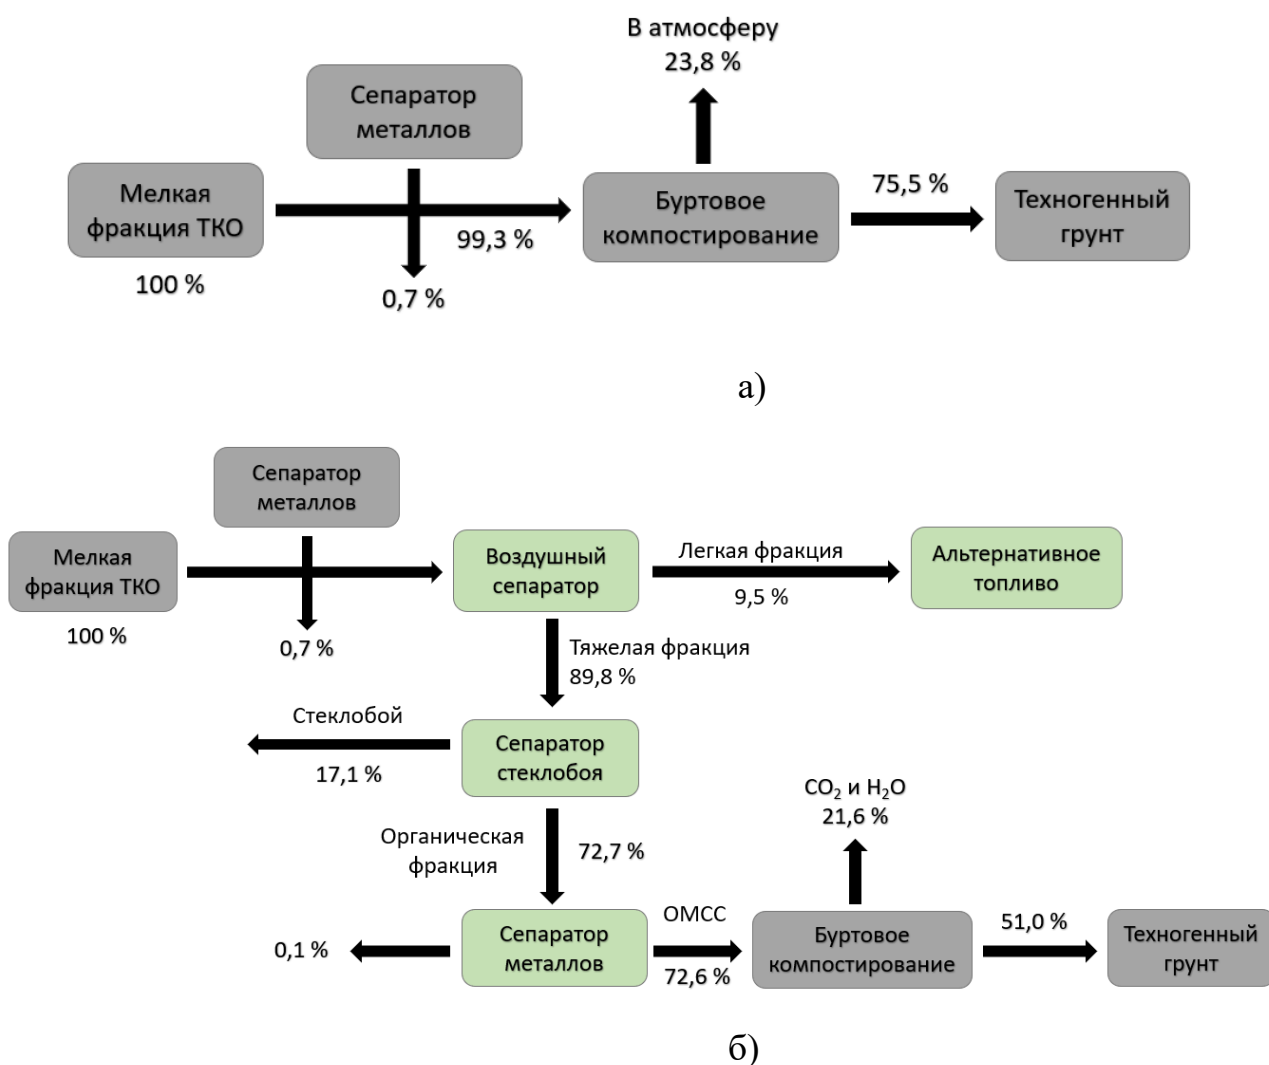 В атмосферу
23,8 %
Сепаратор
металлов
Мелкая
фракция ТКО
100 %
99,3 %
0,7 %
Буртовое
компостирование
75,5 %
Техногенный
грунт
а)
Сепаратор
металлов
Мелкая
фракция ТКО
100 %
0,7 %
Воздушный
сепаратор
Легкая фракция
9,5 %
Альтернативное
топливо
Тяжелая фракция
89,8 %
Стеклобой
17,1 %
Сепаратор
стеклобоя
Органическая
фракция
72,7 %
CO₂ и H₂O
21,6 %
0,1 %
Сепаратор
металлов
ОМСС
72,6 %
Буртовое
компостирование
51,0 %
Техногенный
грунт
б)